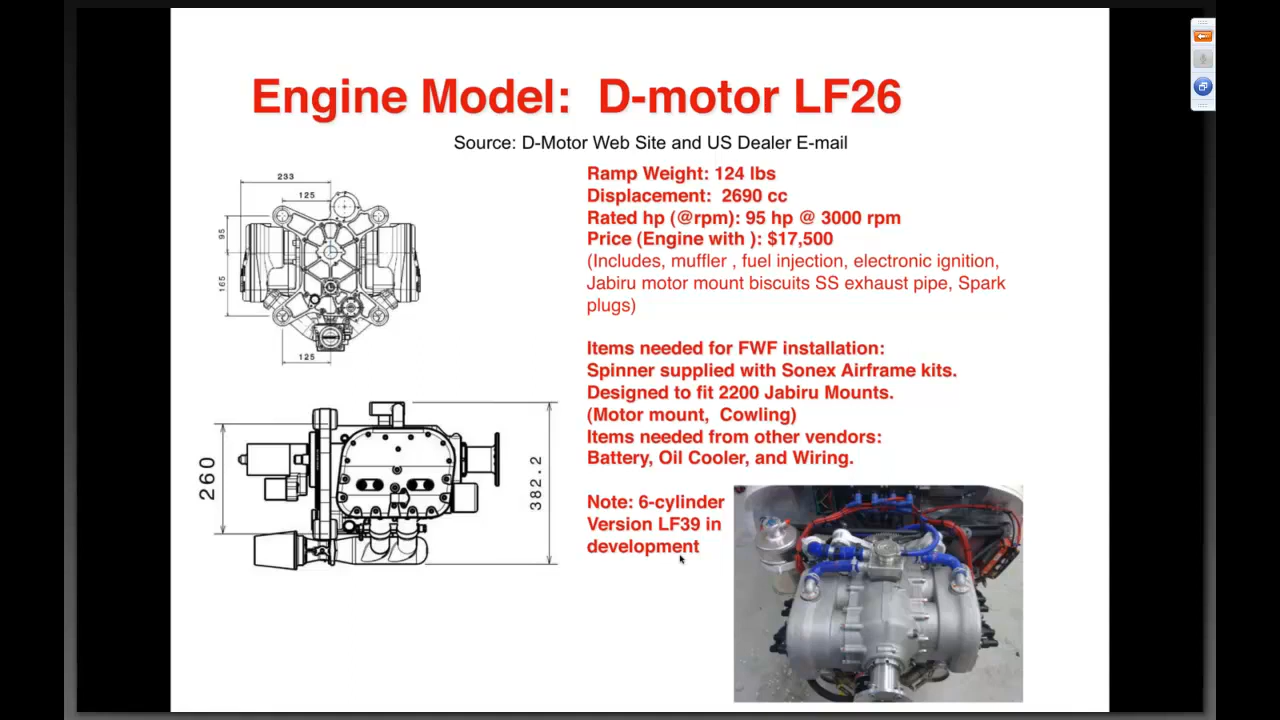 Engine Model:  D-motor LF26
Source: D-Motor Web Site and US Dealer E-mail
233
125
95
165
125
260
382.2
Ramp Weight: 124 lbs
Displacement:  2690 cc
Rated hp (@rpm): 95 hp @ 3000 rpm
Price (Engine with ): $17,500
(Includes, muffler , fuel injection, electronic ignition,
Jabiru motor mount biscuits SS exhaust pipe, Spark
plugs)
Items needed for FWF installation:
Spinner supplied with Sonex Airframe kits.
Designed to fit 2200 Jabiru Mounts.
(Motor mount,  Cowling)
Items needed from other vendors:
Battery, Oil Cooler, and Wiring.
Note: 6-cylinder
Version LF39 in
development